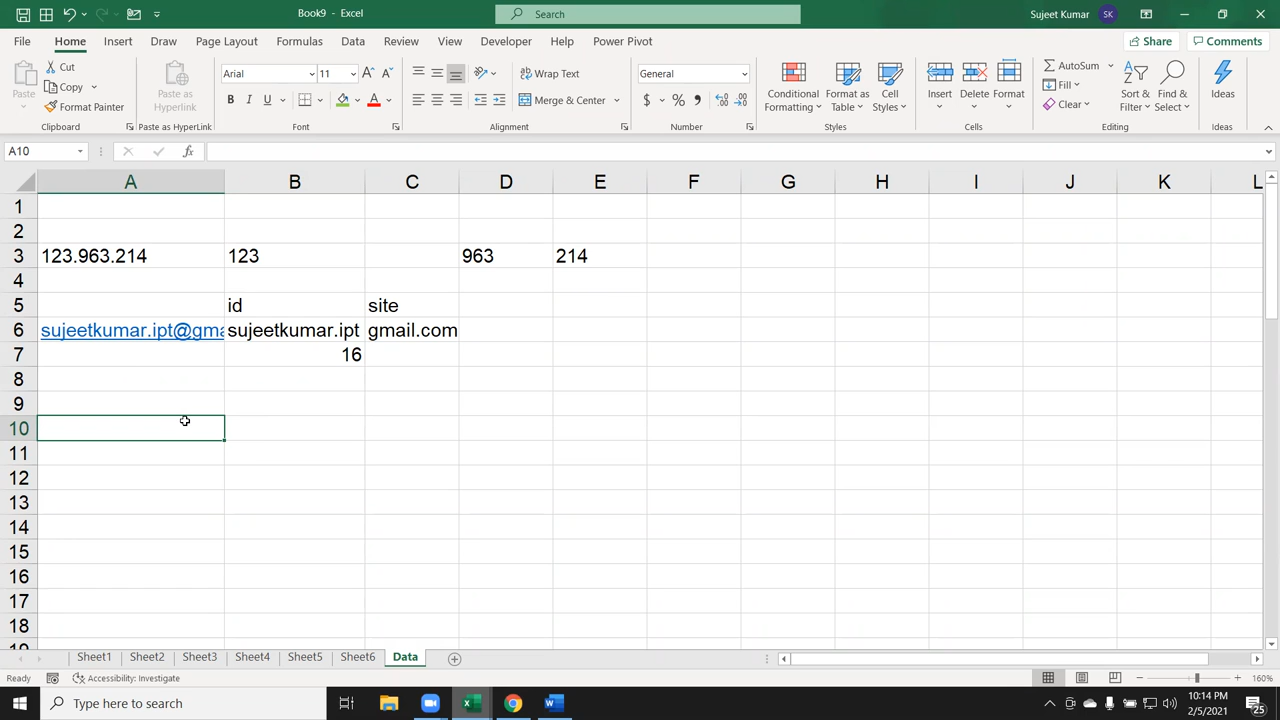 Book9 - Excel
Search
Sujeet Kumar
SK
File Home Insert Draw Page Layout Formulas Data Review View Developer Help Power Pivot
Share
Comments
Paste
Cut
Copy
Format Painter
Clipboard
Paste as
HyperLink
Paste as HyperLink
Arial
11
B I U
Font
Wrap Text
Merge & Center
Alignment
General
$ % ,
Number
Conditional
Formatting
Format as
Table
Cell
Styles
Styles
Insert
Delete
Format
Cells
AutoSum
Fill
Clear
Sort &
Filter
Find &
Select
Editing
Ideas
Ideas
A10
fx
A B C D E F G H I J K L
1
2
3 123.963.214 123 963 214
4
5 id site
6 sujeetkumar.ipt@gma sujeetkumar.ipt gmail.com
7 16
8
9
10
11
12
13
14
15
16
17
18
19
Sheet1 Sheet2 Sheet3 Sheet4 Sheet5 Sheet6 Data
Ready
Accessibility: Investigate
160%
Type here to search
10:14 PM
2/5/2021